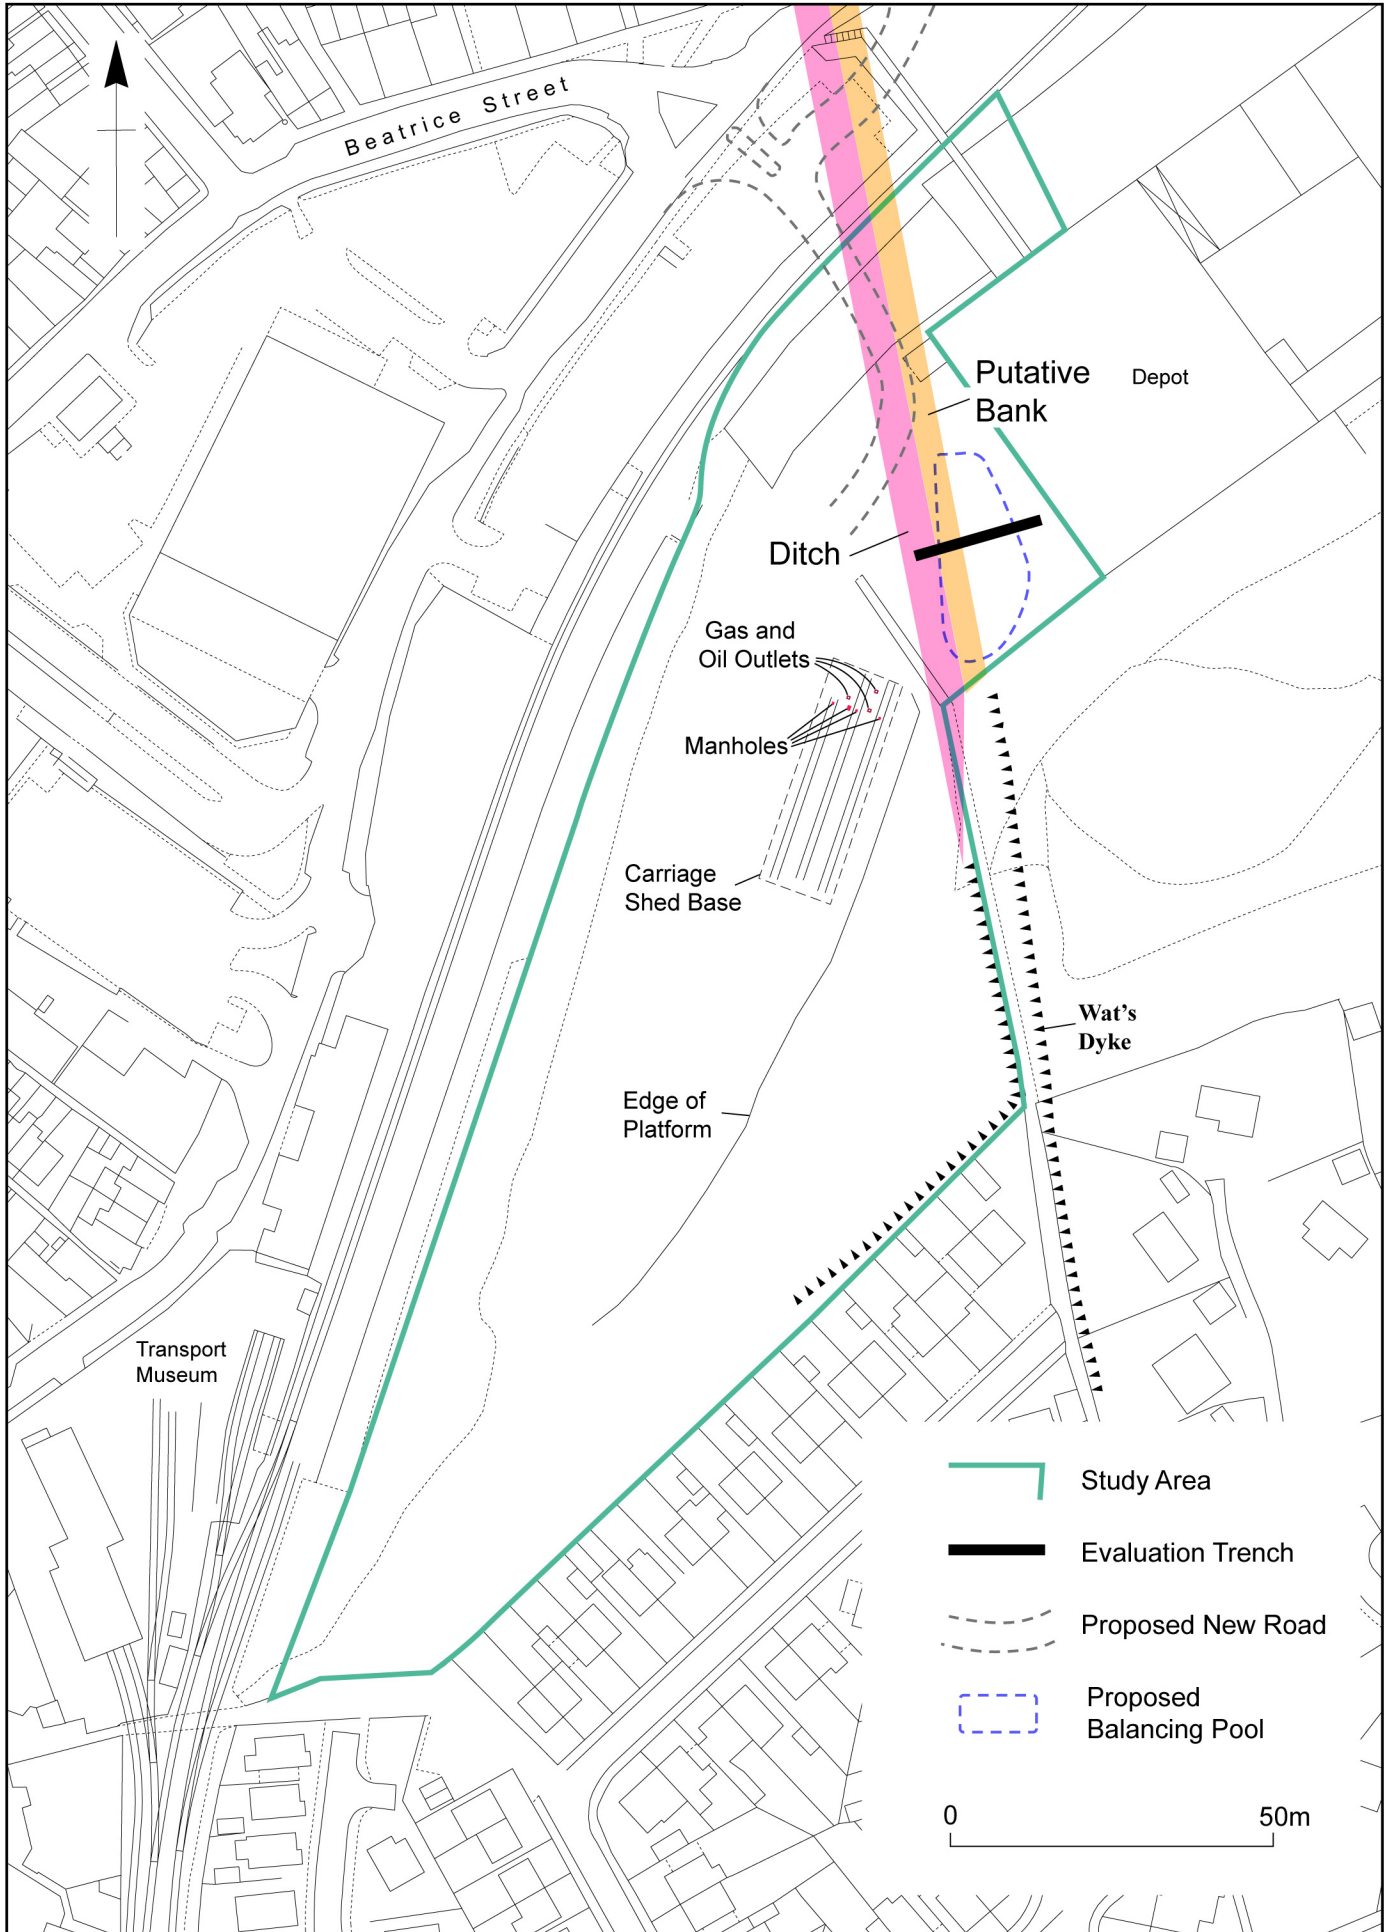 Beatrice Street
Putative
Bank
Depot
Ditch
Gas and
Oil Outlets
Manholes
Carriage
Shed Base
Wat's
Dyke
Edge of
Platform
Transport
Museum
Study Area
Evaluation Trench
Proposed New Road
Proposed
Balancing Pool
0 50m